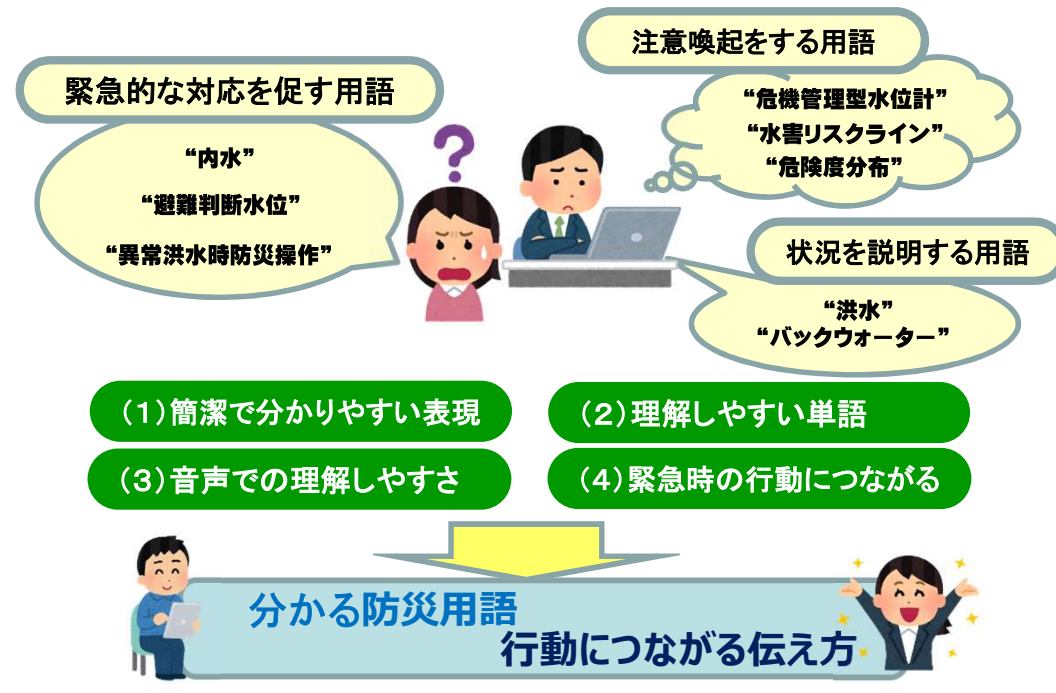 緊急的な対応を促す用語
“内水”
“避難判断水位”
“異常洪水時防災操作”
?
注意喚起をする用語
“危機管理型水位計”
“水害リスクライン”
“危険度分布”
状況を説明する用語
“洪水”
“バックウォーター”
（１）簡潔で分かりやすい表現
（２）理解しやすい単語
（３）音声での理解しやすさ
（４）緊急時の行動につながる
分かる防災用語
行動につながる伝え方